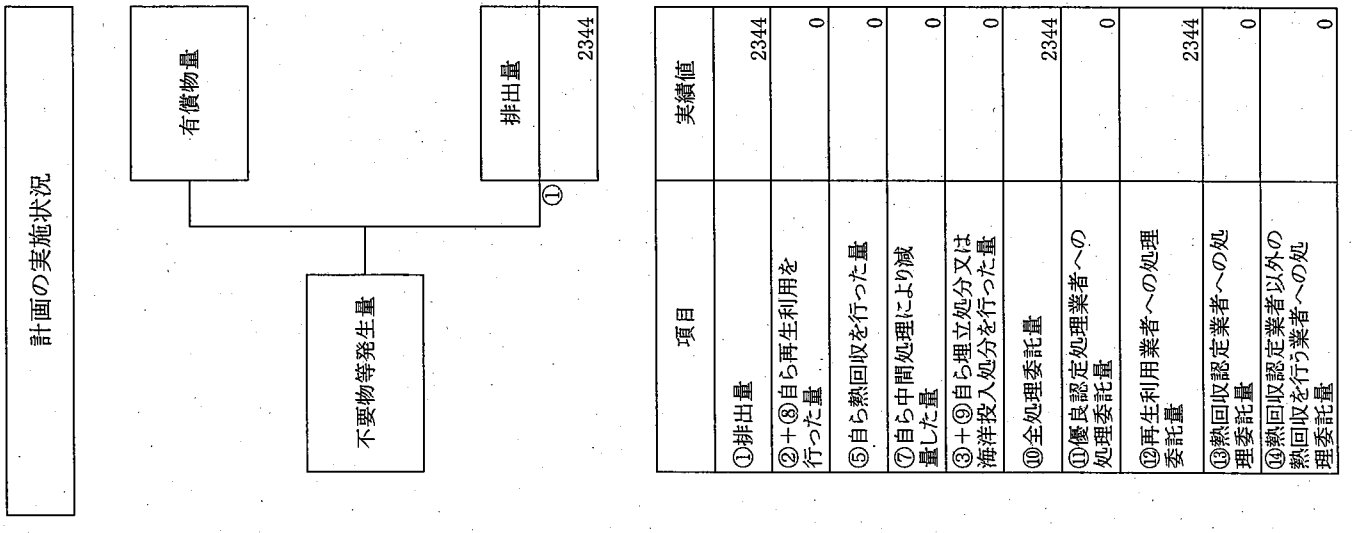 計画の実施状況
不要物等発生量
有償物量
①
排出量
2344
項目
実績値
①排出量
2344
②+⑧自ら再生利用を
行った量
0
⑤自ら熱回収を行った量
0
⑦自ら中間処理により減
量した量
0
③+⑨自ら埋立処分又は
海洋投入処分を行った量
0
⑩全処理委託量
2344
⑪優良認定処理業者への
処理委託量
0
⑫再生利用業者への処理
委託量
2344
⑬熱回収認定業者への処
理委託量
0
⑭熱回収認定業者以外の
熱回収を行う業者への処
理委託量
0